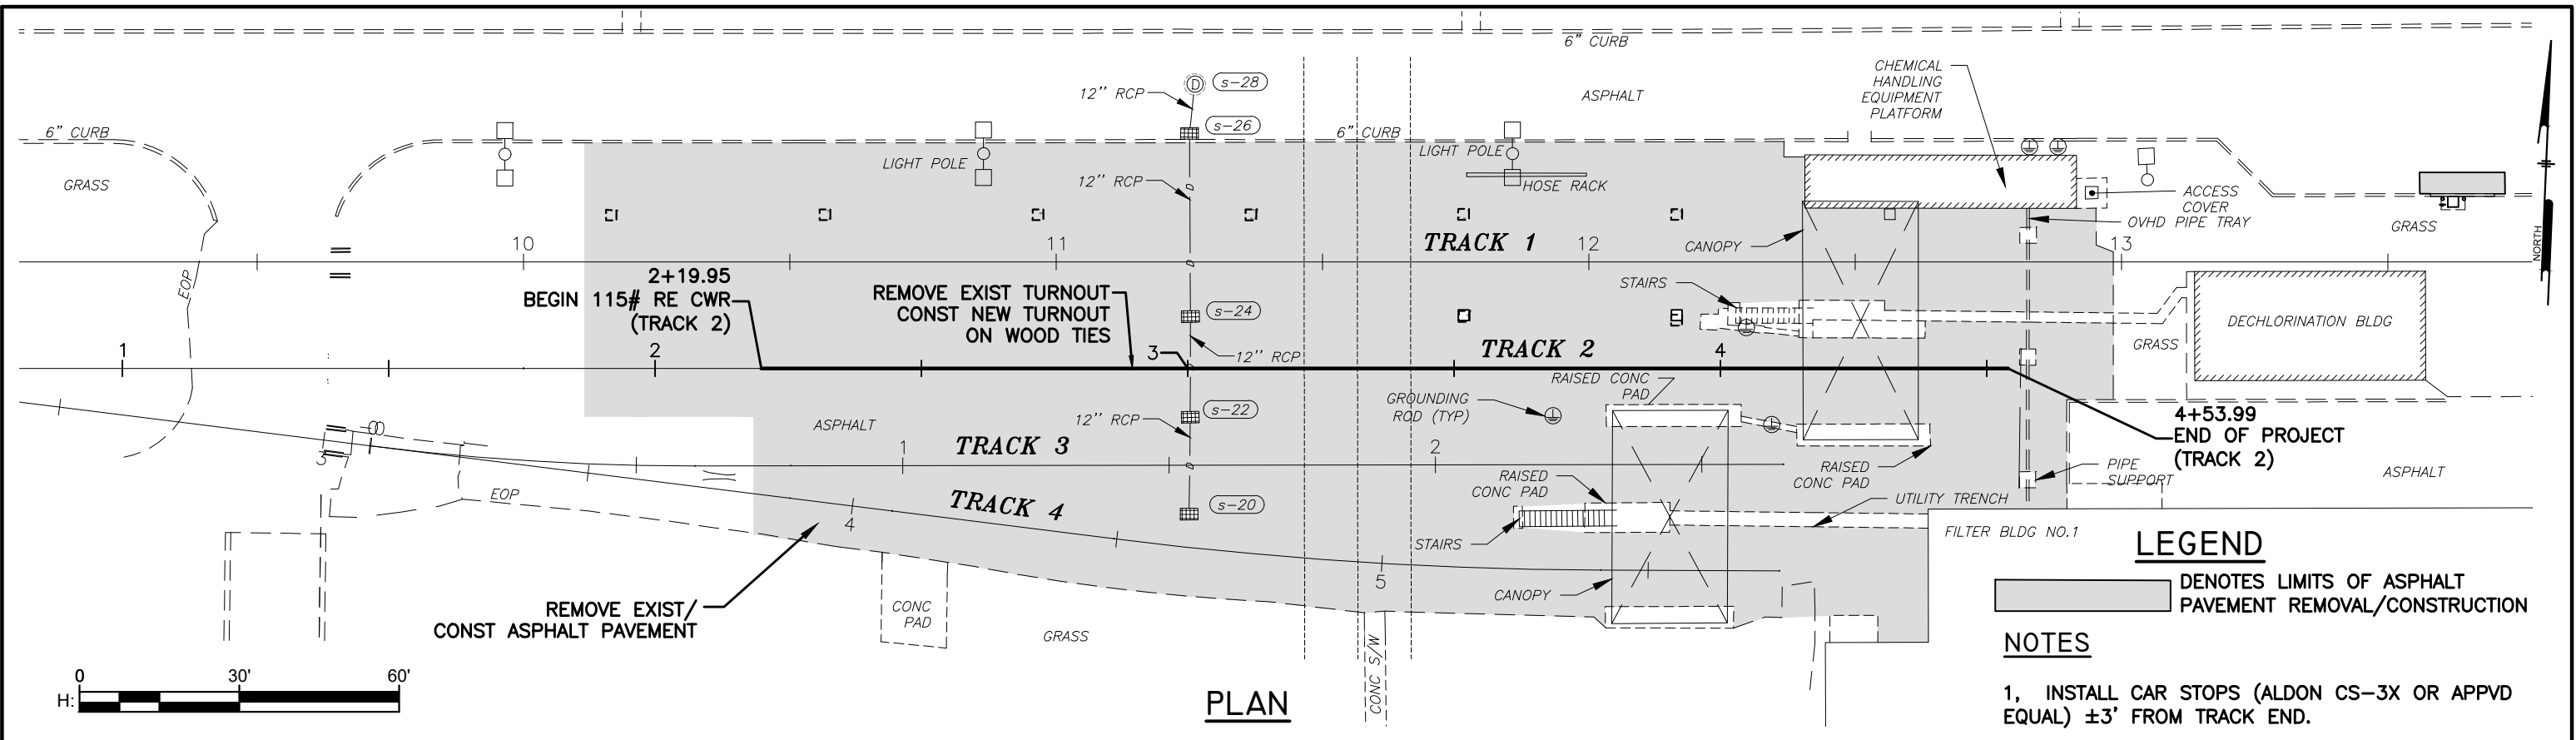 6" CURB
CHEMICAL
HANDLING
EQUIPMENT
PLATFORM
D
s-28
12'' RCP
ASPHALT
s-26
6" CURB
6" CURB
LIGHT POLE
LIGHT POLE
GRASS
12'' RCP
HOSE RACK
ACCESS
COVER
OVHD PIPE TRAY
GRASS
NORTH
10
11
TRACK 1
12
CANOPY
13
EOP
2+19.95
BEGIN 115# RE CWR
(TRACK 2)
REMOVE EXIST TURNOUT
CONST NEW TURNOUT
ON WOOD TIES
STAIRS
s-24
DECHLORINATION BLDG
GRASS
1
2
3
12'' RCP
TRACK 2
4
RAISED CONC
PAD
GROUNDING
ROD (TYP)
s-22
12'' RCP
4+53.99
END OF PROJECT
(TRACK 2)
ASPHALT
0
3
1
TRACK 3
2
RAISED
CONC PAD
RAISED
CONC PAD
PIPE
SUPPORT
ASPHALT
EOP
TRACK 4
4
s-20
UTILITY TRENCH
STAIRS
FILTER BLDG NO.1
5
CANOPY
REMOVE EXIST/
CONST ASPHALT PAVEMENT
CONC
PAD
GRASS
CONC S/W
LEGEND
DENOTES LIMITS OF ASPHALT
PAVEMENT REMOVAL/CONSTRUCTION
NOTES
1, INSTALL CAR STOPS (ALDON CS-3X OR APPVD
EQUAL) ±3' FROM TRACK END.
0 30' 60'
H:
PLAN